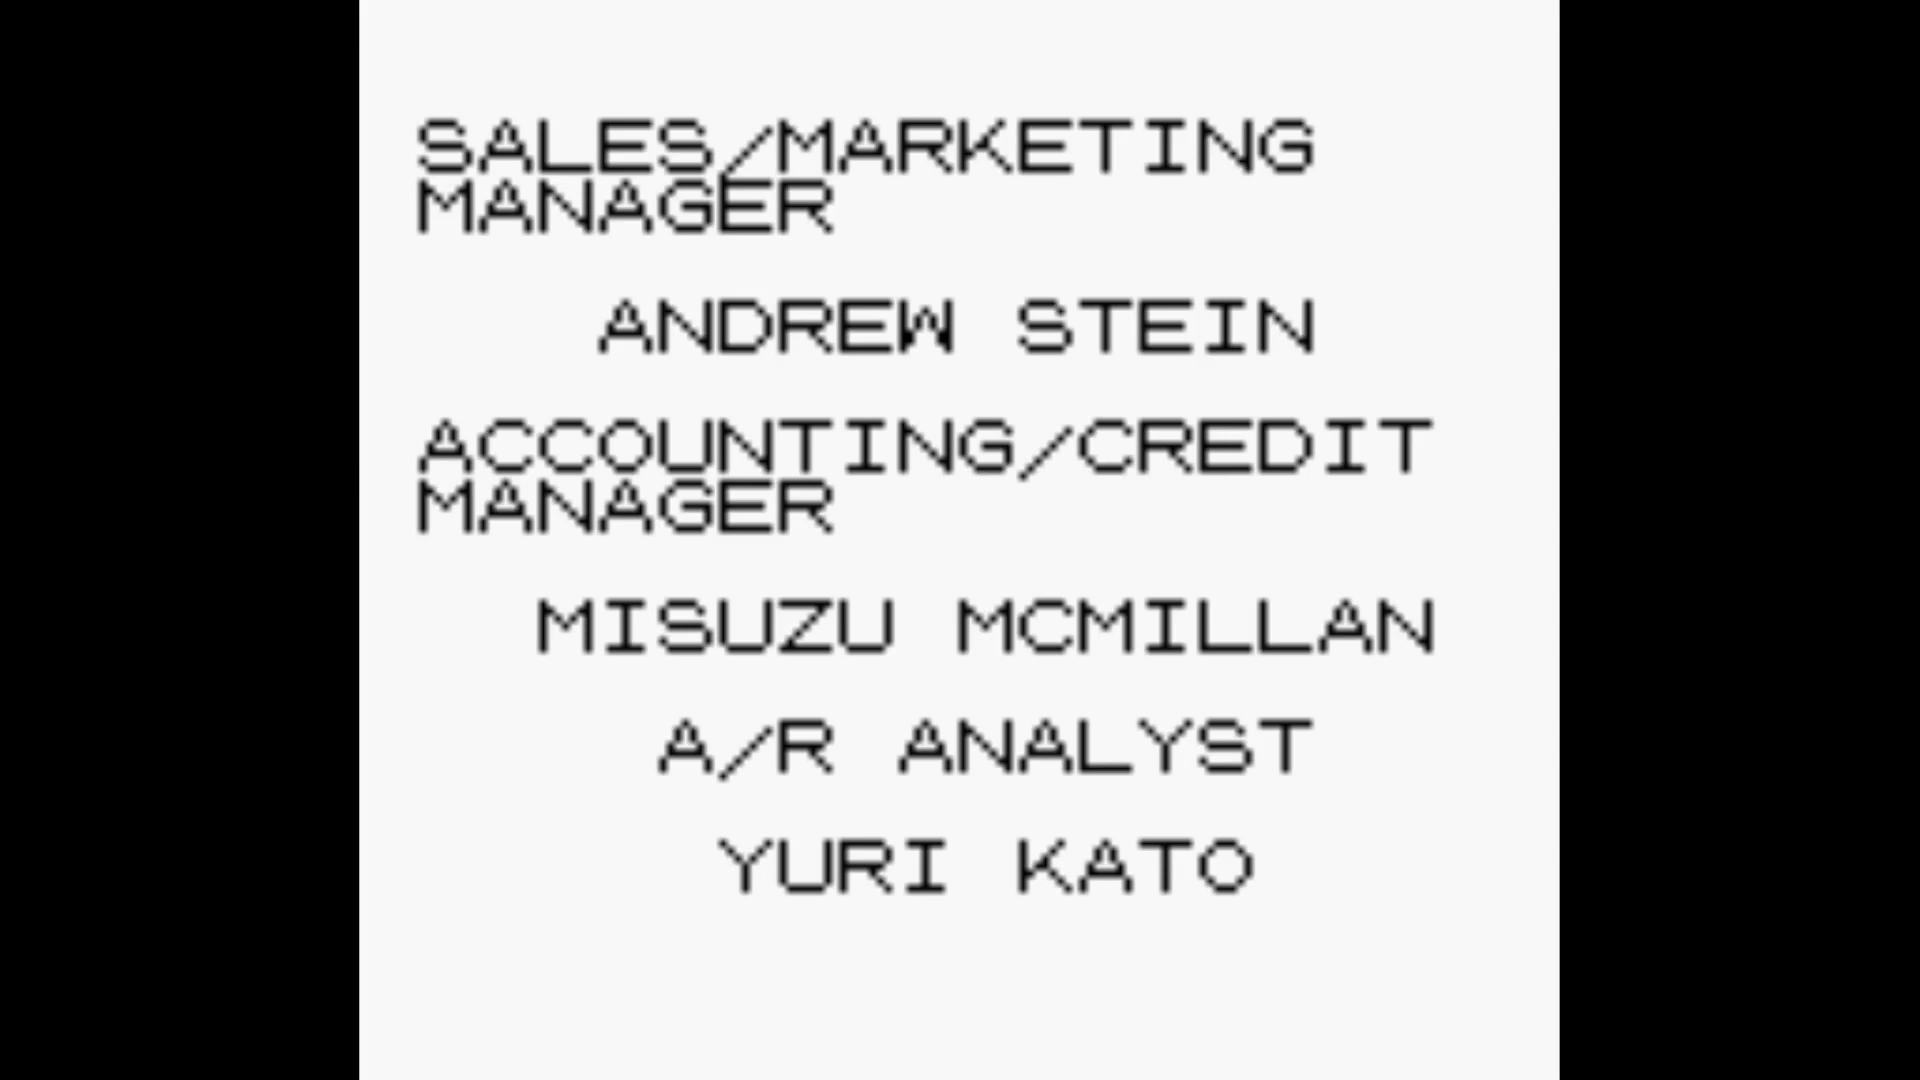 SALES/MARKETING
MANAGER
ANDREW STEIN
ACCOUNTING/CREDIT
MANAGER
MISUZU MCMILLAN
A/R ANALYST
YURI KATO